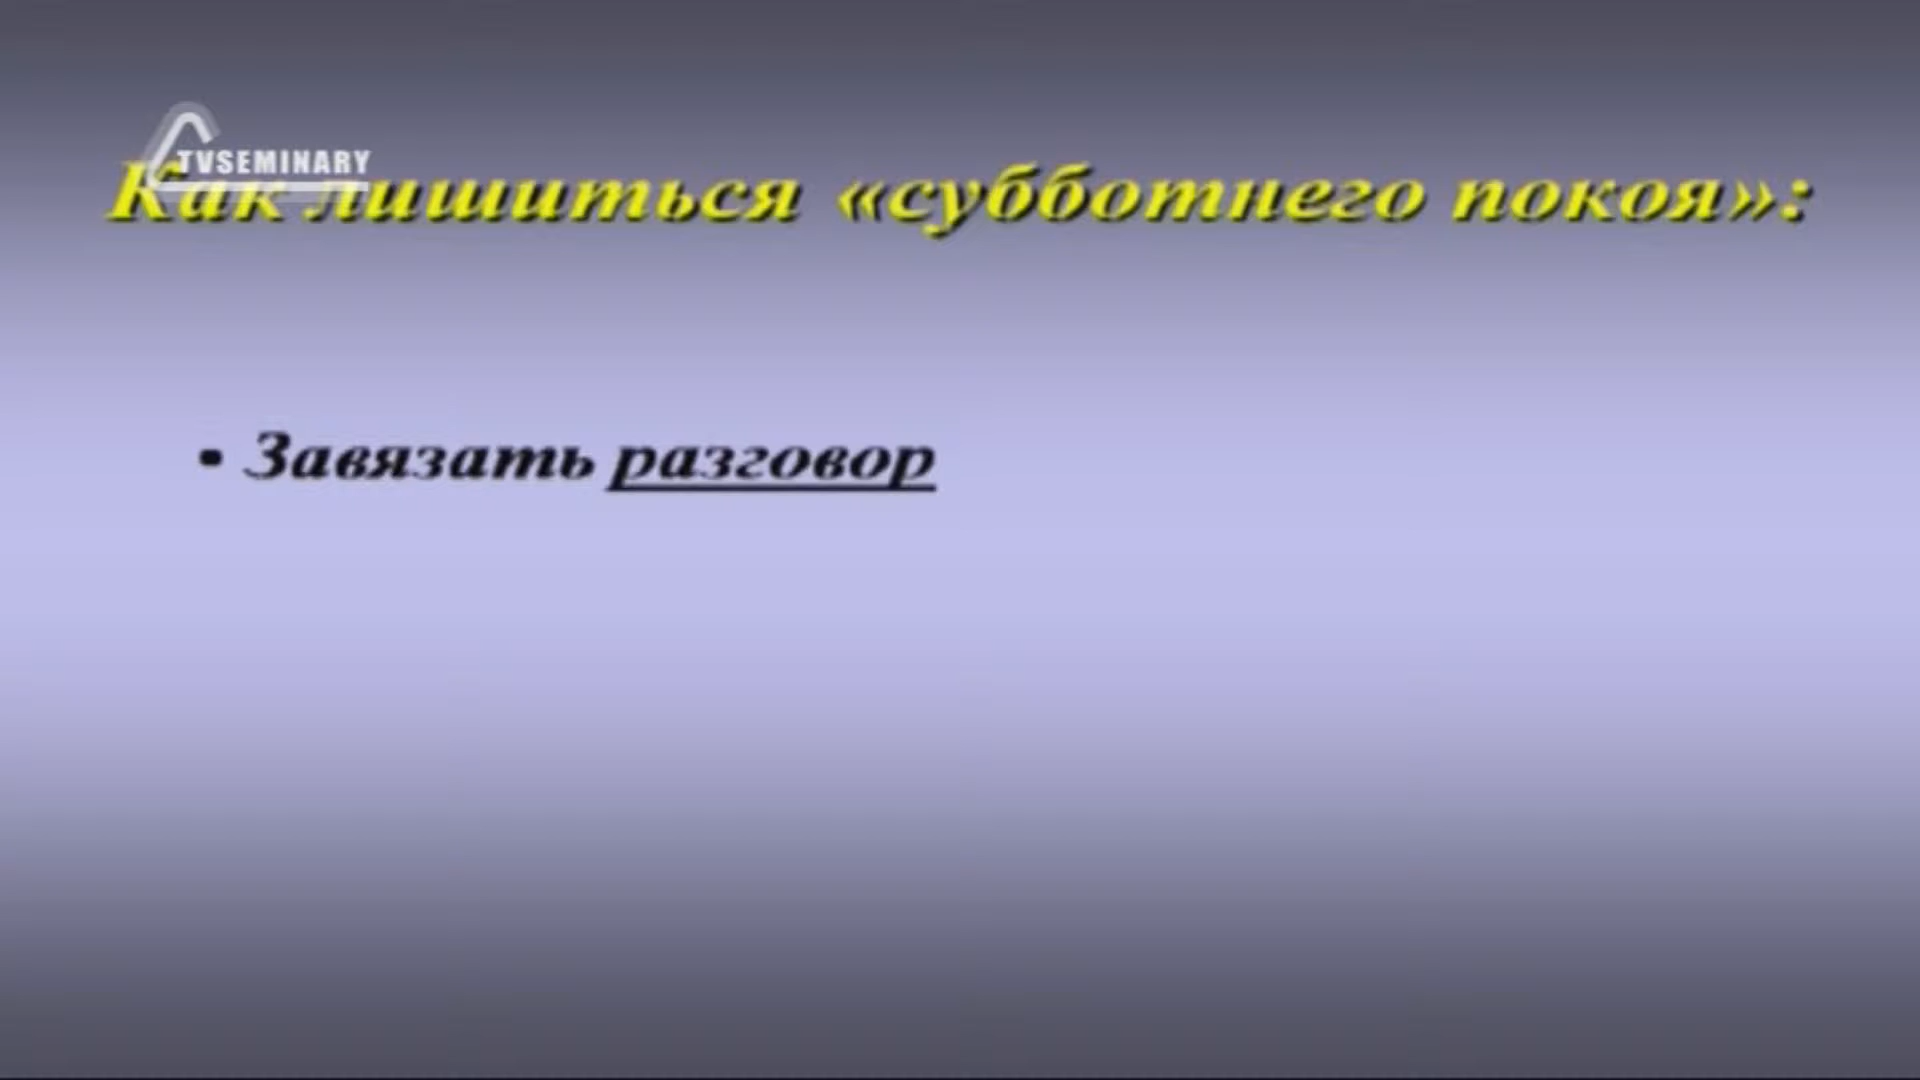 TVSEMINARY
Как лишиться «субботнего покоя»:
• Завязать разговор